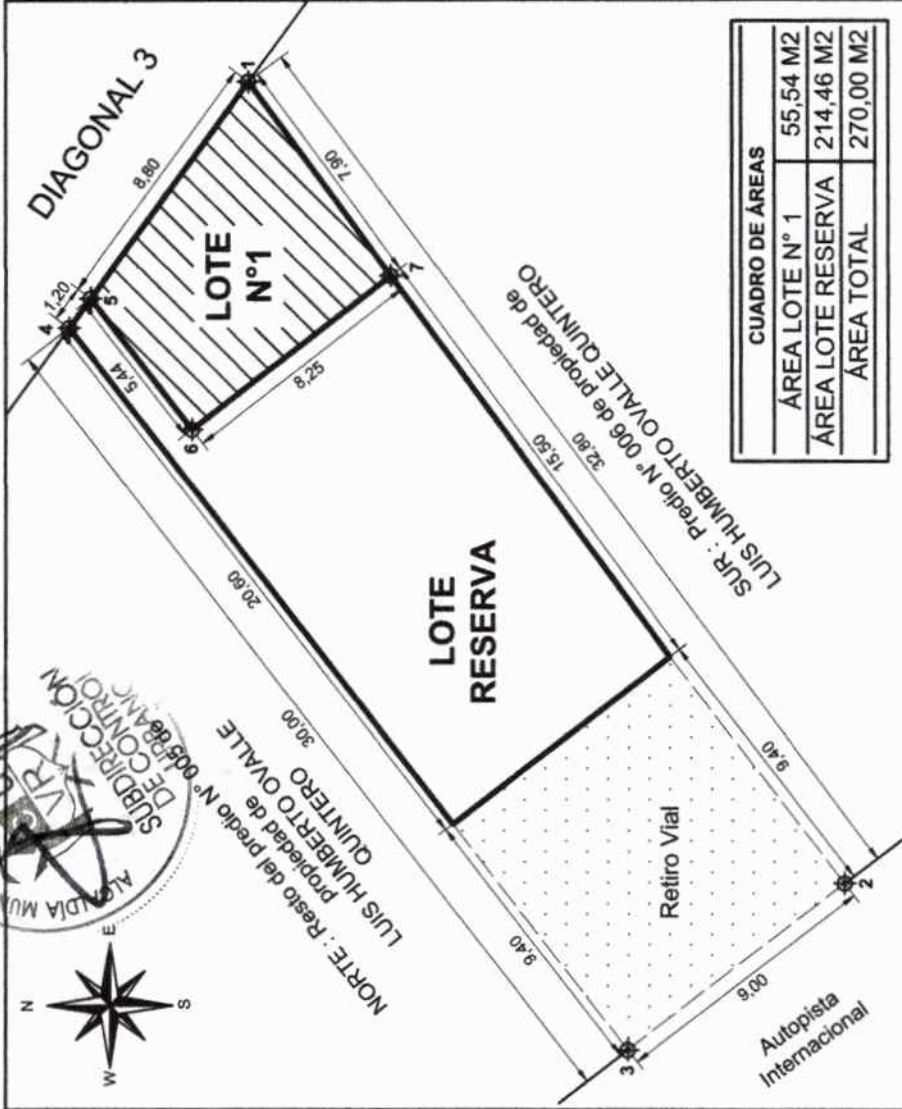 DIAGONAL 3
N
E
S
W
ALCALDÍA
SUBDIRECCIÓN
DE CONTROL
NORTE : Resto del predio N° 005 de
propiedad de
LUIS HUMBERTO OVALLE
QUINTERO
4
1,20
5
8,80
1
5,44
6
LOTE
N°1
7,90
8,25
7
20,60
30,00
LOTE
RESERVA
15,50
32,80
SUR : Predio N° 006 de propiedad de
LUIS HUMBERTO OVALLE QUINTERO
9,40
9,40
Retiro Vial
3
9,00
2
Autopista
Internacional
CUADRO DE ÁREAS
ÁREA LOTE N° 1 55,54 M2
ÁREA LOTE RESERVA 214,46 M2
ÁREA TOTAL 270,00 M2